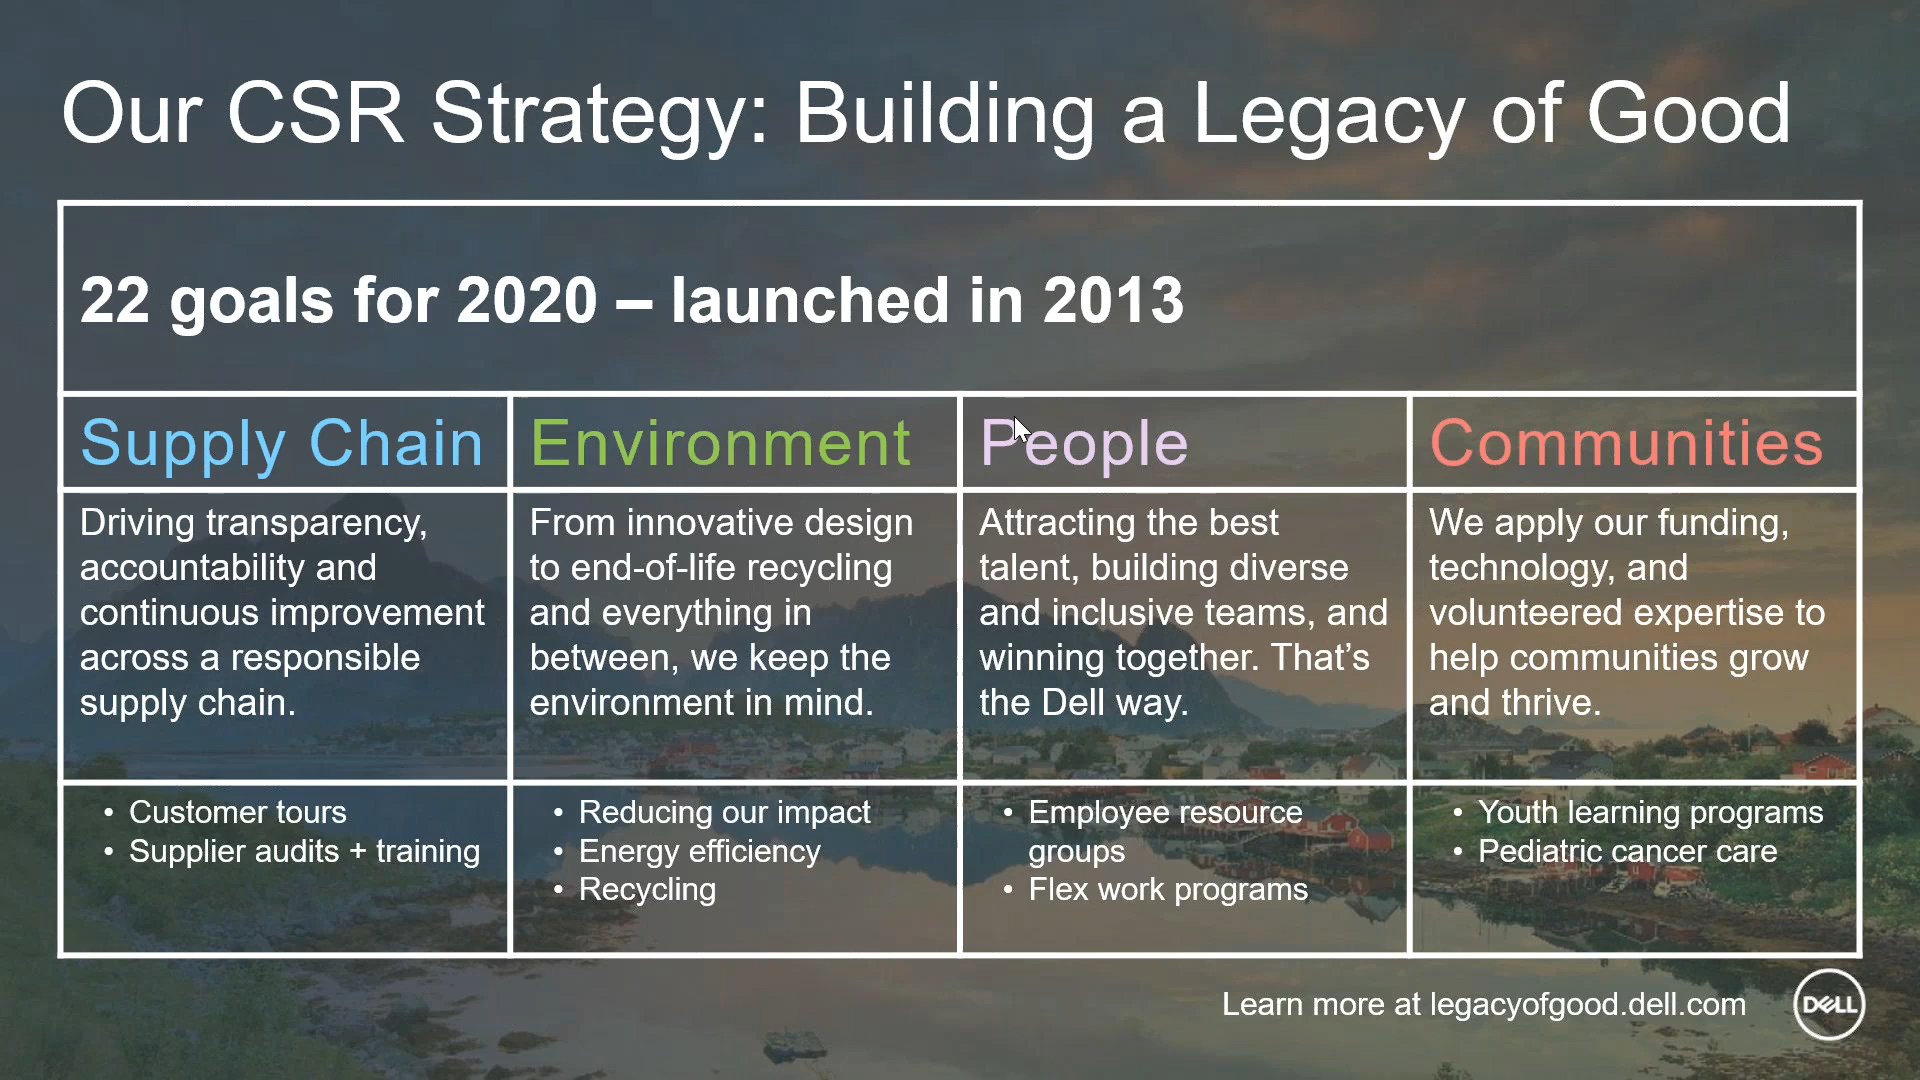 Our CSR Strategy: Building a Legacy of Good
22 goals for 2020 – launched in 2013
Supply Chain
Driving transparency,
accountability and
continuous improvement
across a responsible
supply chain.
• Customer tours
• Supplier audits + training
Environment
From innovative design
to end-of-life recycling
and everything in
between, we keep the
environment in mind.
• Reducing our impact
• Energy efficiency
• Recycling
People
Attracting the best
talent, building diverse
and inclusive teams, and
winning together. That’s
the Dell way.
• Employee resource
groups
• Flex work programs
Communities
We apply our funding,
technology, and
volunteered expertise to
help communities grow
and thrive.
• Youth learning programs
• Pediatric cancer care
Learn more at legacyofgood.dell.com
DELL